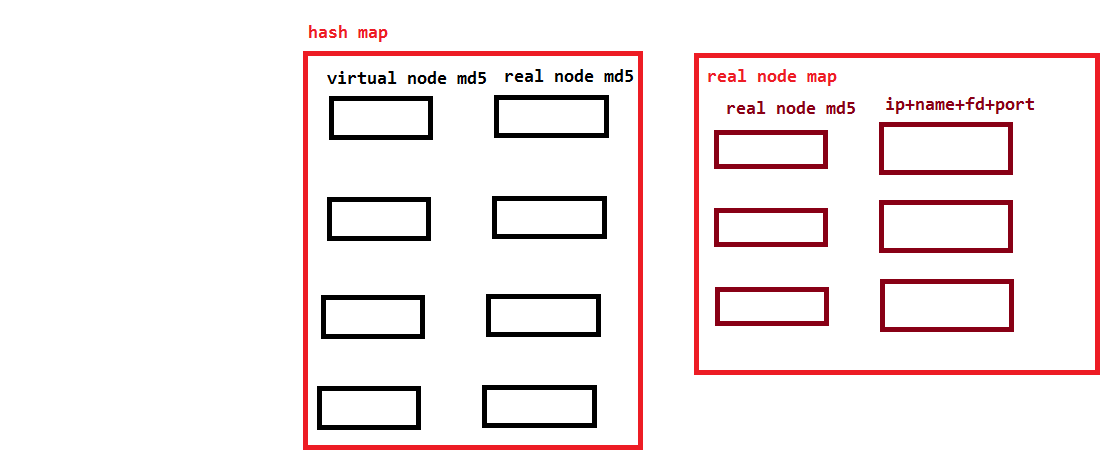 hash map
virtual node md5 real node md5
real node map
real node md5 ip+name+fd+port